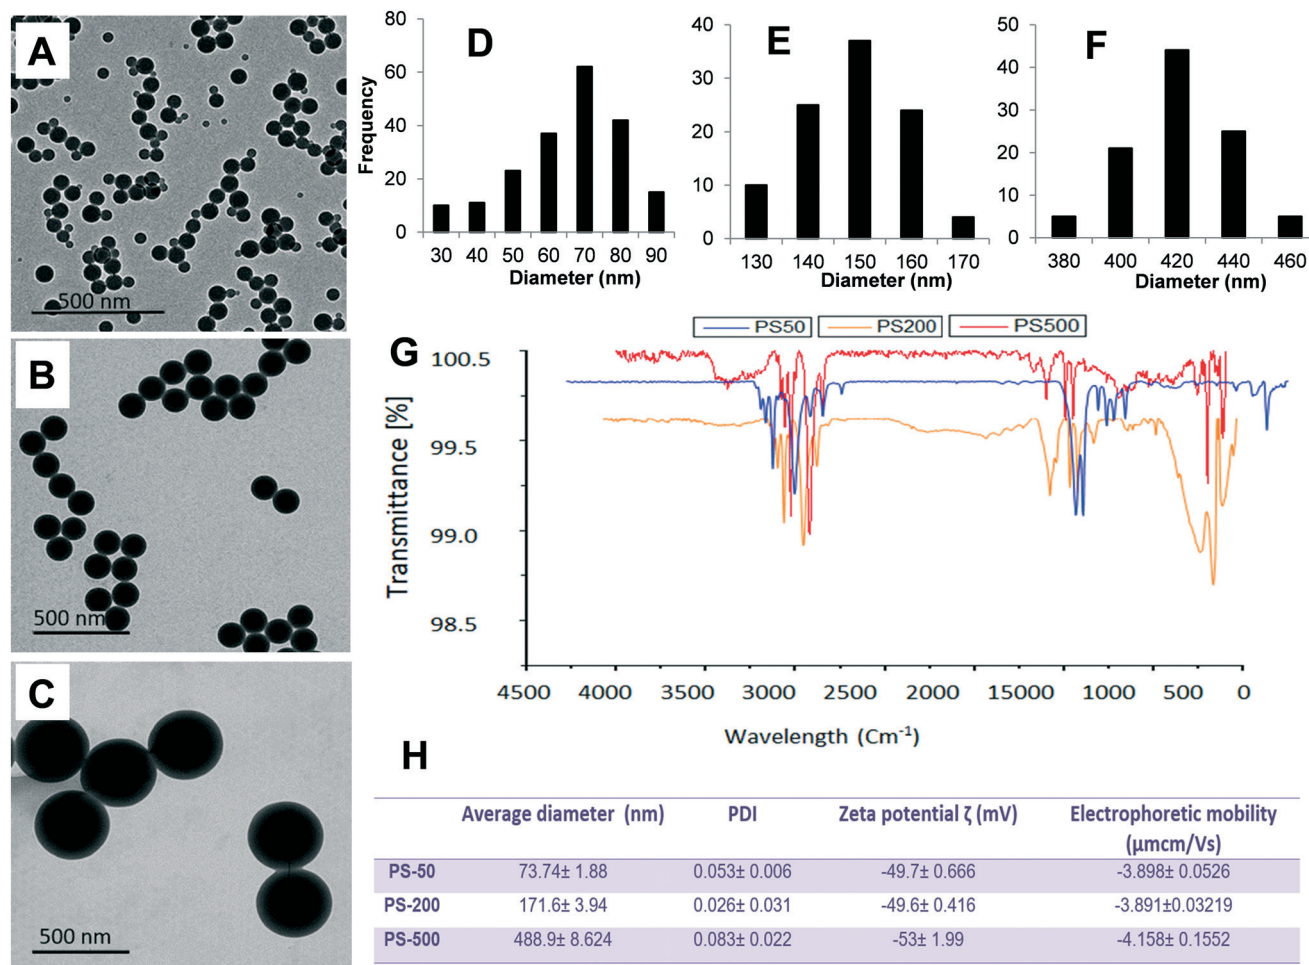 A
500 nm
B
500 nm
C
500 nm
D
Frequency
80
60
40
20
0
30 40 50 60 70 80 90
Diameter (nm)
E
40
30
20
10
0
130 140 150 160 170
Diameter (nm)
F
50
40
30
20
10
0
380 400 420 440 460
Diameter (nm)
G
PS50 PS200 PS500
Transmittance [%]
100.5
99.5
99.0
98.5
4500 4000 3500 3000 2500 2000 15000 1000 500 0
Wavelength (Cm-1)
H
Average diameter (nm) PDI Zeta potential ζ (mV) Electrophoretic mobility
(µmcm/Vs)
PS-50 73.74± 1.88 0.053± 0.006 -49.7± 0.666 -3.898± 0.0526
PS-200 171.6± 3.94 0.026± 0.031 -49.6± 0.416 -3.891±0.03219
PS-500 488.9± 8.624 0.083± 0.022 -53± 1.99 -4.158± 0.1552